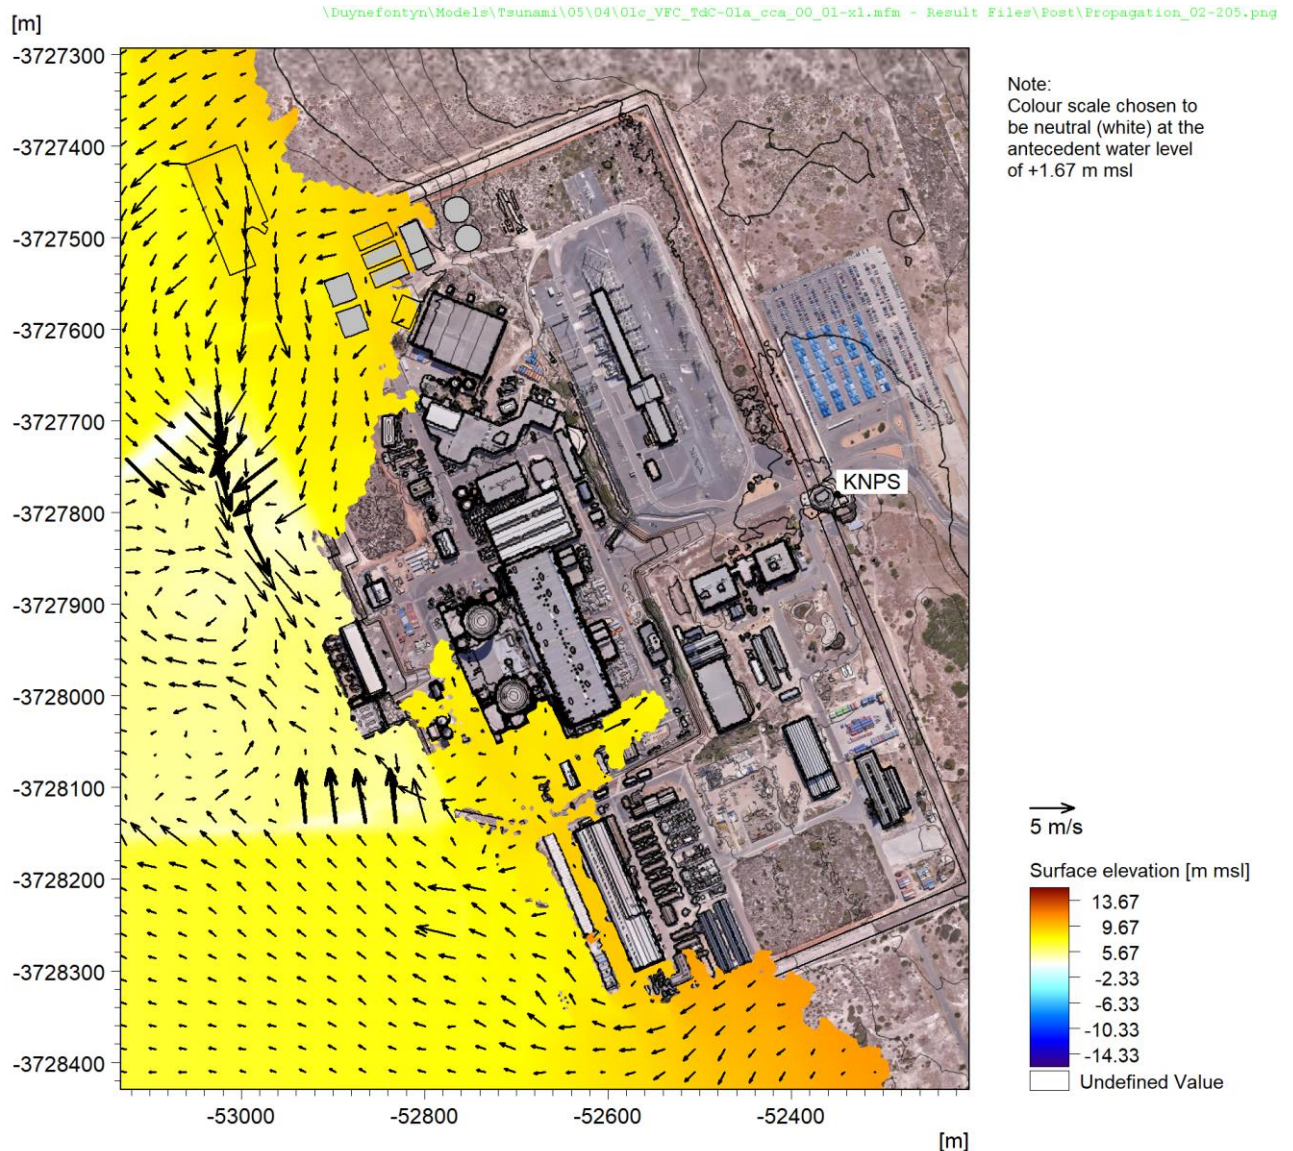 \Duynefontyn\Models\Tsunami\05\04\01c_VFC_TdC-01a_cca_00_01-x1.mfm - Result Files\Post\Propagation_02-205.png
[m]
-3727300
-3727400
-3727500
-3727600
-3727700
-3727800
-3727900
-3728000
-3728100
-3728200
-3728300
-3728400
-53000
-52800
-52600
-52400
[m]
KNPS
Note:
Colour scale chosen to
be neutral (white) at the
antecedent water level
of +1.67 m msl
5 m/s
Surface elevation [m msl]
13.67
9.67
5.67
-2.33
-6.33
-10.33
-14.33
Undefined Value